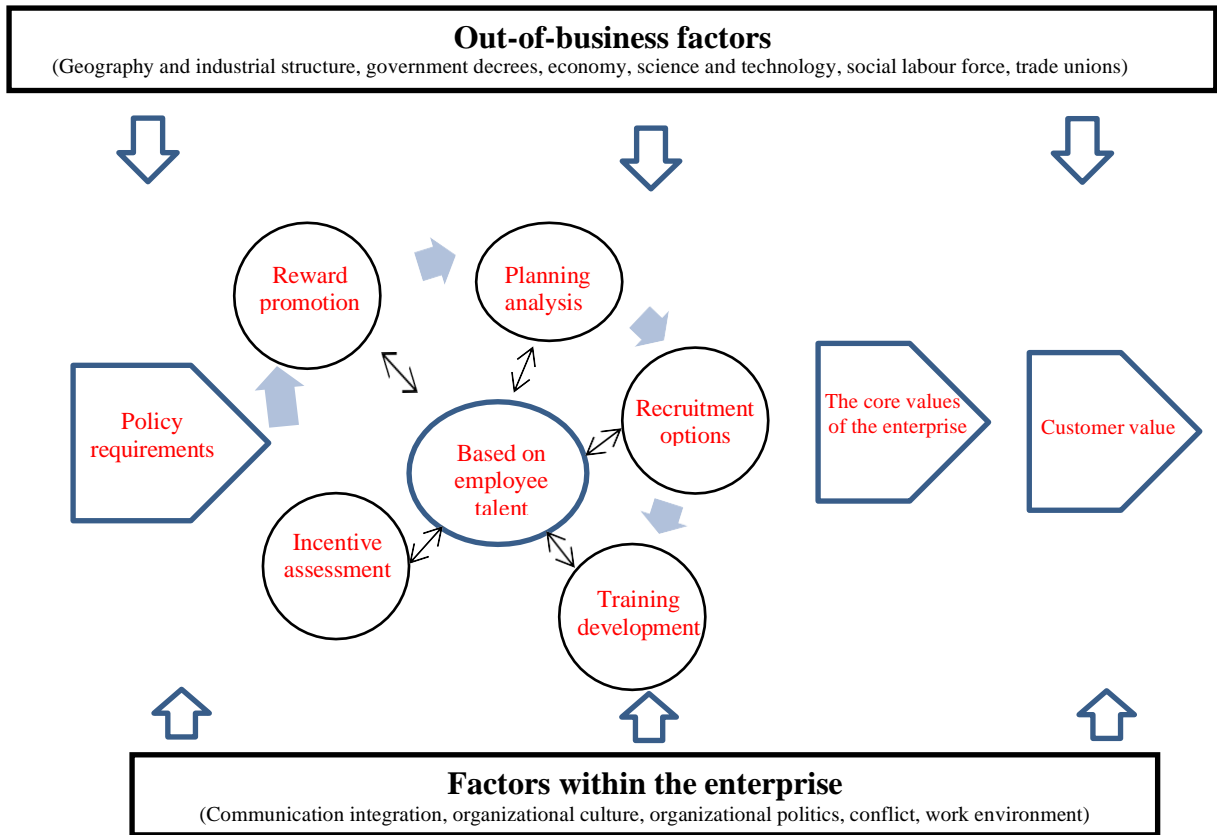 Out-of-business factors
(Geography and industrial structure, government decrees, economy, science and technology, social labour force, trade unions)
Reward
promotion
Planning
analysis
Policy
requirements
Recruitment
options
The core values
of the enterprise
Customer value
Based on
employee
talent
Incentive
assessment
Training
development
Factors within the enterprise
(Communication integration, organizational culture, organizational politics, conflict, work environment)